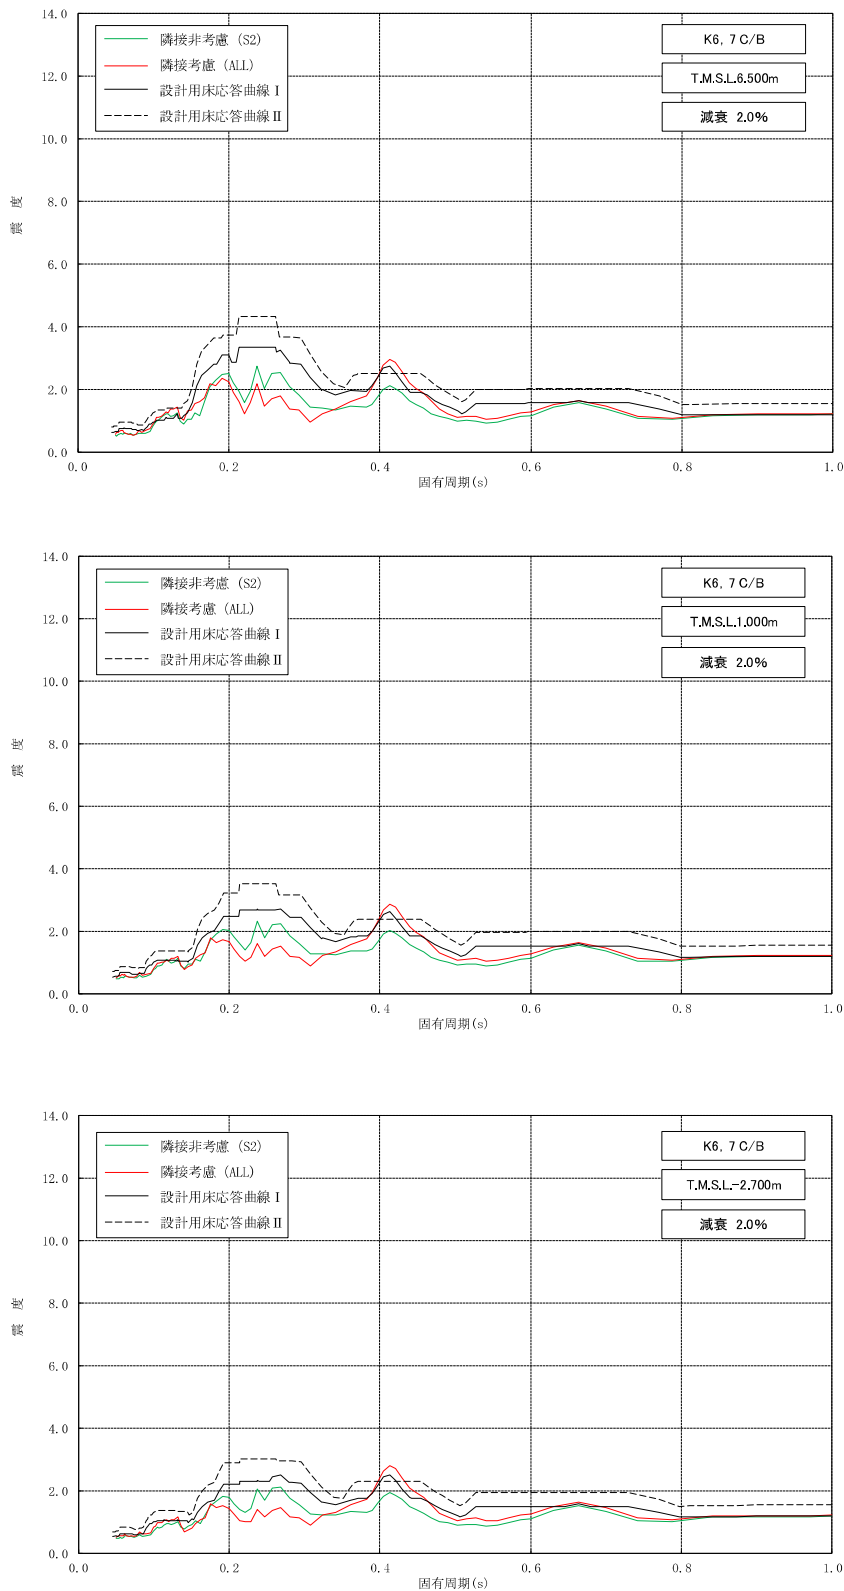 14.0
隣接非考慮 (S2)
隣接考慮 (ALL)
設計用床応答曲線Ⅰ
設計用床応答曲線Ⅱ
K6, 7 C/B
T.M.S.L.6.500m
減衰 2.0%
12.0
10.0
8.0
6.0
4.0
2.0
0.0
震 度
0.0 0.2 0.4 0.6 0.8 1.0
固有周期(s)
14.0
隣接非考慮 (S2)
隣接考慮 (ALL)
設計用床応答曲線Ⅰ
設計用床応答曲線Ⅱ
K6, 7 C/B
T.M.S.L.1.000m
減衰 2.0%
12.0
10.0
8.0
6.0
4.0
2.0
0.0
震 度
0.0 0.2 0.4 0.6 0.8 1.0
固有周期(s)
14.0
隣接非考慮 (S2)
隣接考慮 (ALL)
設計用床応答曲線Ⅰ
設計用床応答曲線Ⅱ
K6, 7 C/B
T.M.S.L.-2.700m
減衰 2.0%
12.0
10.0
8.0
6.0
4.0
2.0
0.0
震 度
0.0 0.2 0.4 0.6 0.8 1.0
固有周期(s)